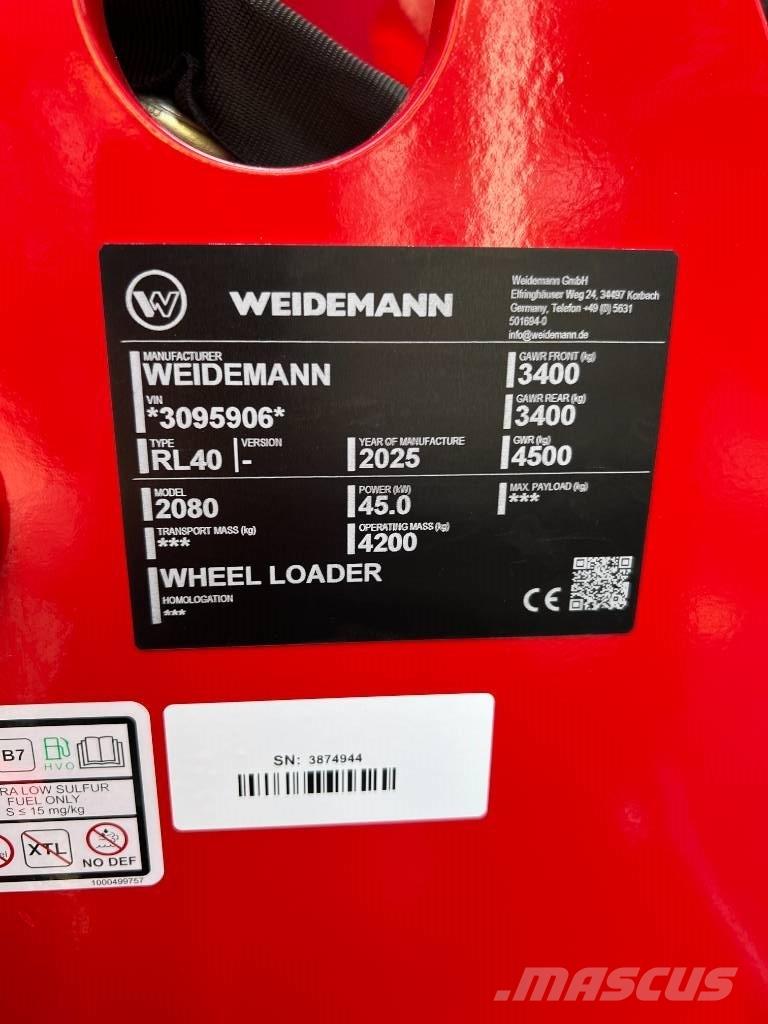 WEIDEMANN
Weidemann GmbH
Elfringhäuser Weg 24, 34497 Korbach
Germany, Telefon +49 (0) 5631
501694-0
info@weidemann.de
MANUFACTURER
WEIDEMANN
GAWR FRONT (kg)
3400
VIN
*3095906*
GAWR REAR (kg)
3400
TYPE
RL40
VERSION
-
YEAR OF MANUFACTURE
2025
GWR (kg)
4500
MODEL
2080
POWER (kW)
45.0
MAX. PAYLOAD (kg)
***
TRANSPORT MASS (kg)
***
OPERATING MASS (kg)
4200
WHEEL LOADER
HOMOLOGATION
***
CE
SN: 3874944
B7
HVO
RA LOW SULFUR
FUEL ONLY
S ≤ 15 mg/kg
XTL
NO DEF
1000499757
MASCUS